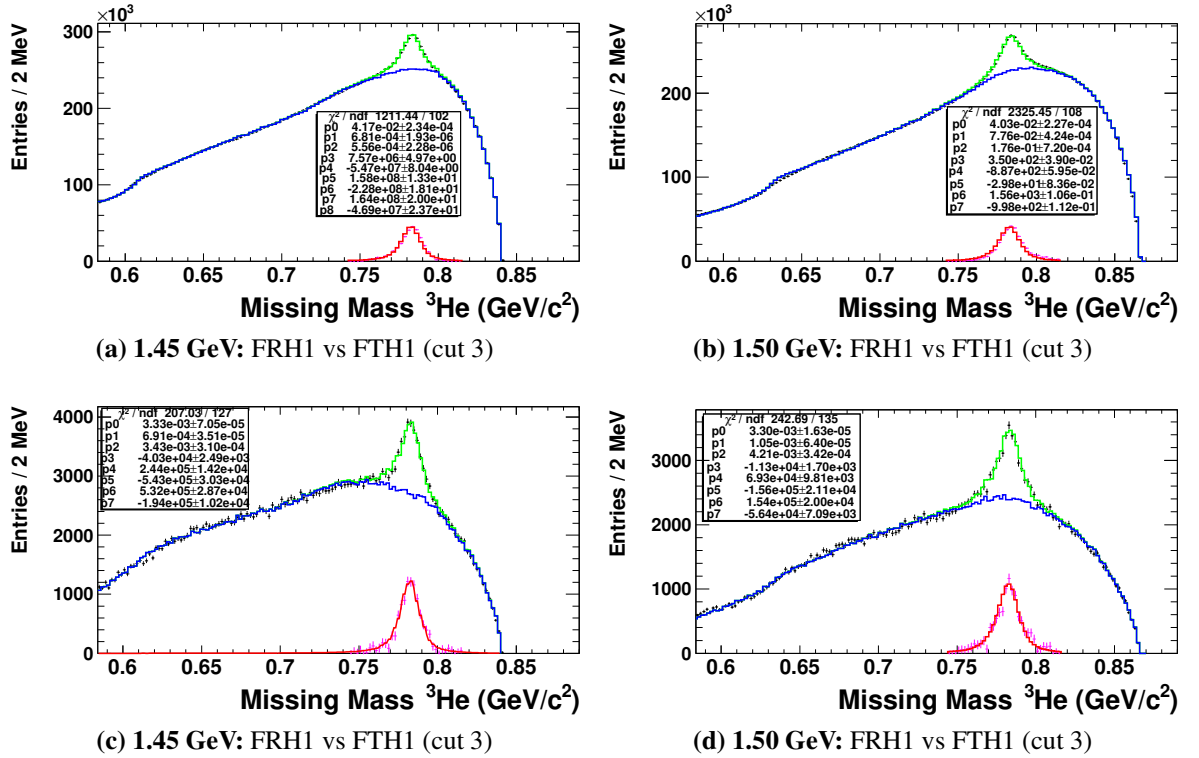 ×10³
300
200
100
0
Entries / 2 MeV
χ² / ndf 1211.44 / 102
p0 4.17e-02±2.34e-04
p1 6.81e-04±1.93e-06
p2 5.56e-04±2.28e-06
p3 7.57e+06±4.97e+00
p4 -5.47e+07±8.04e+00
p5 1.58e+08±1.33e+01
p6 -2.28e+08±1.81e+01
p7 1.64e+08±2.00e+01
p8 -4.69e+07±2.37e+01
0.6 0.65 0.7 0.75 0.8 0.85
Missing Mass ³He (GeV/c²)
(a) 1.45 GeV: FRH1 vs FTH1 (cut 3)
×10³
200
100
0
Entries / 2 MeV
χ² / ndf 2325.45 / 108
p0 4.03e-02±2.27e-04
p1 7.76e-02±4.24e-04
p2 1.76e-01±7.20e-04
p3 3.50e+02±3.90e-02
p4 -8.87e+02±5.95e-02
p5 -2.98e+01±8.36e-02
p6 1.56e+03±1.06e-01
p7 -9.98e+02±1.12e-01
0.6 0.65 0.7 0.75 0.8 0.85
Missing Mass ³He (GeV/c²)
(b) 1.50 GeV: FRH1 vs FTH1 (cut 3)
4000
3000
2000
1000
0
Entries / 2 MeV
χ² / ndf 207.03 / 127
p0 3.33e-03±7.05e-05
p1 6.91e-04±3.51e-05
p2 3.43e-03±3.10e-04
p3 -4.03e+04±2.49e+03
p4 2.44e+05±1.42e+04
p5 -5.43e+05±3.03e+04
p6 5.32e+05±2.87e+04
p7 -1.94e+05±1.02e+04
0.6 0.65 0.7 0.75 0.8 0.85
Missing Mass ³He (GeV/c²)
(c) 1.45 GeV: FRH1 vs FTH1 (cut 3)
3000
2000
1000
0
Entries / 2 MeV
χ² / ndf 242.69 / 135
p0 3.30e-03±1.63e-05
p1 1.05e-03±6.40e-05
p2 4.21e-03±3.42e-04
p3 -1.13e+04±1.70e+03
p4 6.93e+04±9.81e+03
p5 -1.56e+05±2.11e+04
p6 1.54e+05±2.00e+04
p7 -5.64e+04±7.09e+03
0.6 0.65 0.7 0.75 0.8 0.85
Missing Mass ³He (GeV/c²)
(d) 1.50 GeV: FRH1 vs FTH1 (cut 3)